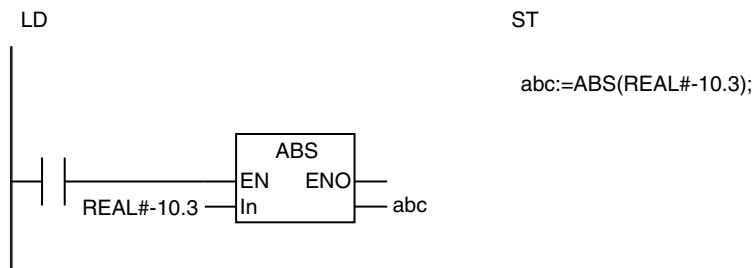 LD
ST
abc:=ABS(REAL#-10.3);
ABS
EN ENO
REAL#-10.3 In abc